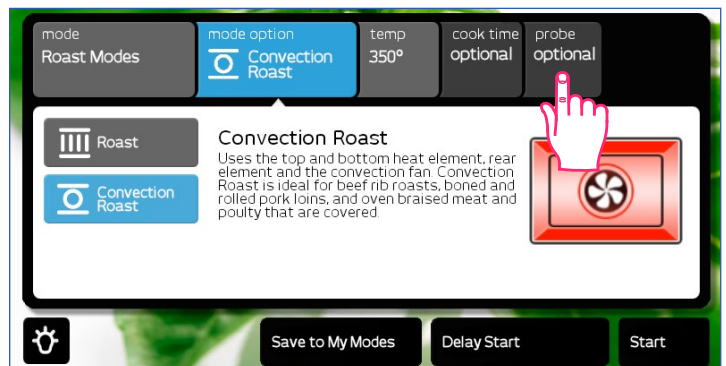 mode
Roast Modes
mode option
Convection
Roast
temp
350°
cook time
optional
probe
optional
Roast
Convection
Roast
Convection Roast
Uses the top and bottom heat element, rear
element and the convection fan. Convection
Roast is ideal for beef rib roasts, boned and
rolled pork loins, and oven braised meat and
poulty that are covered.
Save to My Modes
Delay Start
Start